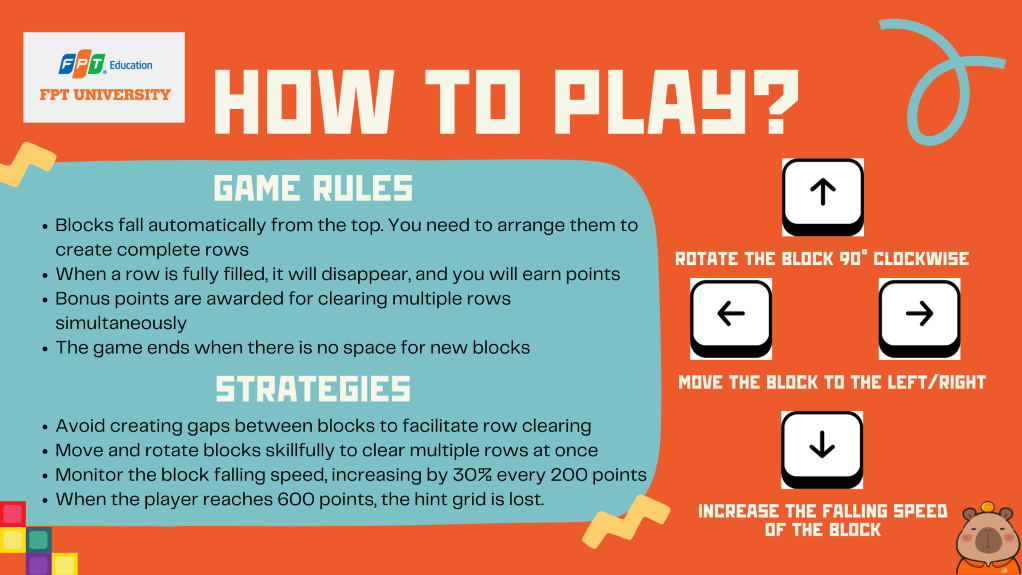 FPT Education
FPT UNIVERSITY
HOW TO PLAY?
GAME RULES
• Blocks fall automatically from the top. You need to arrange them to
create complete rows
• When a row is fully filled, it will disappear, and you will earn points
• Bonus points are awarded for clearing multiple rows
simultaneously
• The game ends when there is no space for new blocks
STRATEGIES
• Avoid creating gaps between blocks to facilitate row clearing
• Move and rotate blocks skillfully to clear multiple rows at once
• Monitor the block falling speed, increasing by 30% every 200 points
• When the player reaches 600 points, the hint grid is lost.
↑
ROTATE THE BLOCK 90° CLOCKWISE
← →
MOVE THE BLOCK TO THE LEFT/RIGHT
↓
INCREASE THE FALLING SPEED
OF THE BLOCK